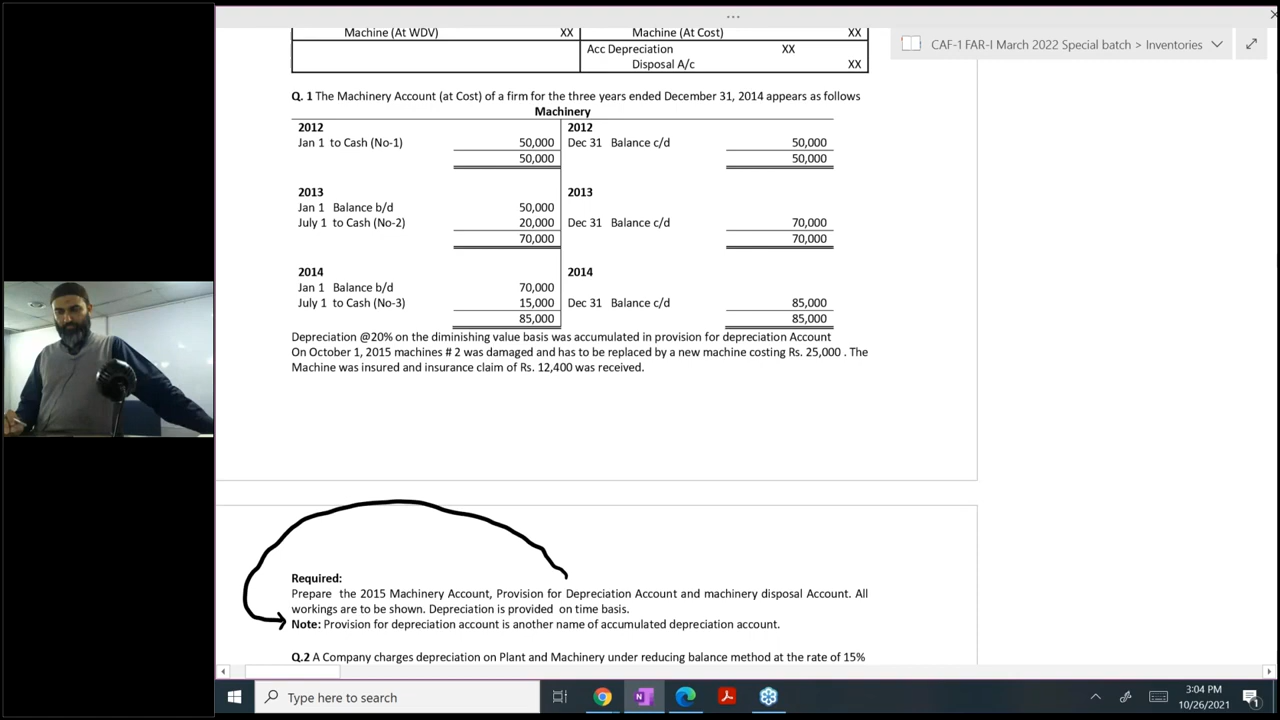 Machine (At WDV) XX Machine (At Cost) XX
Acc Depreciation XX
Disposal A/c XX
CAF-1 FAR-I March 2022 Special batch > Inventories
Q. 1 The Machinery Account (at Cost) of a firm for the three years ended December 31, 2014 appears as follows
Machinery
2012 2012
Jan 1 to Cash (No-1) 50,000 Dec 31 Balance c/d 50,000
50,000 50,000
2013 2013
Jan 1 Balance b/d 50,000
July 1 to Cash (No-2) 20,000 Dec 31 Balance c/d 70,000
70,000 70,000
2014 2014
Jan 1 Balance b/d 70,000
July 1 to Cash (No-3) 15,000 Dec 31 Balance c/d 85,000
85,000 85,000
Depreciation @20% on the diminishing value basis was accumulated in provision for depreciation Account
On October 1, 2015 machines # 2 was damaged and has to be replaced by a new machine costing Rs. 25,000 . The
Machine was insured and insurance claim of Rs. 12,400 was received.
Required:
Prepare the 2015 Machinery Account, Provision for Depreciation Account and machinery disposal Account. All
workings are to be shown. Depreciation is provided on time basis.
Note: Provision for depreciation account is another name of accumulated depreciation account.
Q.2 A Company charges depreciation on Plant and Machinery under reducing balance method at the rate of 15%
Type here to search
3:04 PM
10/26/2021
1